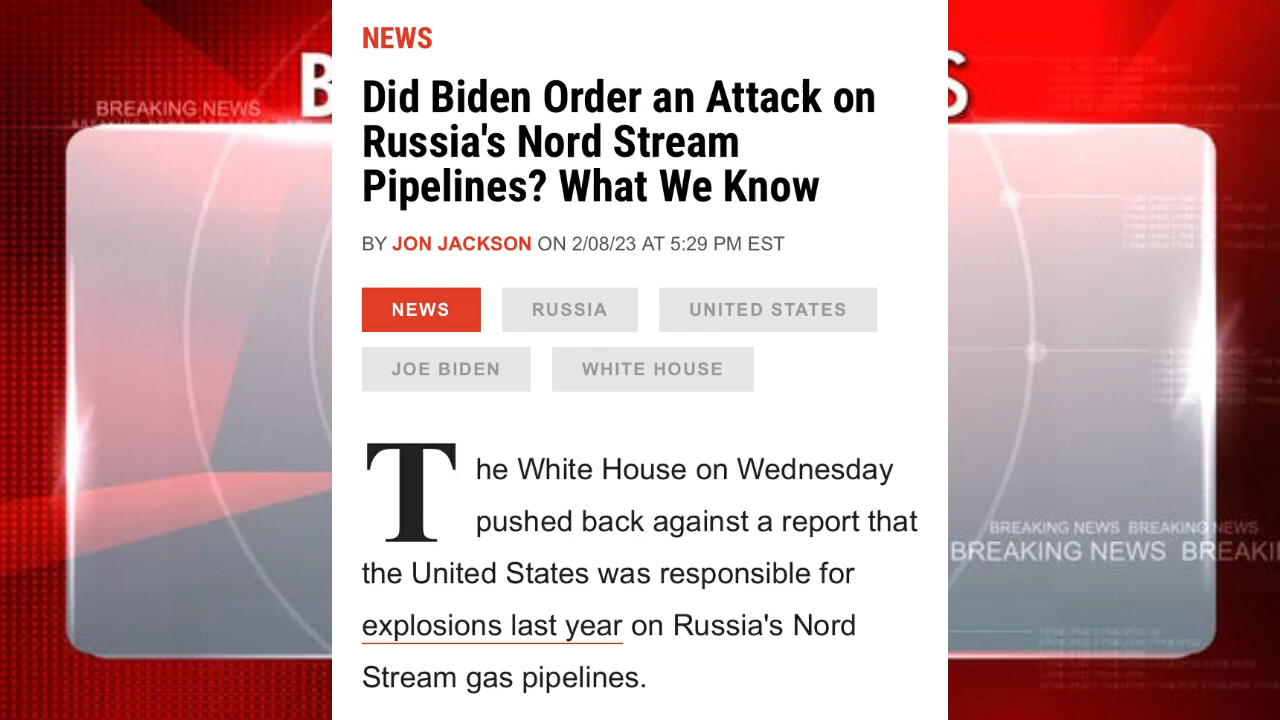 NEWS
Did Biden Order an Attack on
Russia's Nord Stream
Pipelines? What We Know
BY JON JACKSON ON 2/08/23 AT 5:29 PM EST
NEWS RUSSIA UNITED STATES
JOE BIDEN WHITE HOUSE
The White House on Wednesday
pushed back against a report that
the United States was responsible for
explosions last year on Russia's Nord
Stream gas pipelines.
B
S
BREAKING NEWS
BREAKING NEWS BREAKING NEWS
BREAKING NEWS BREAKI